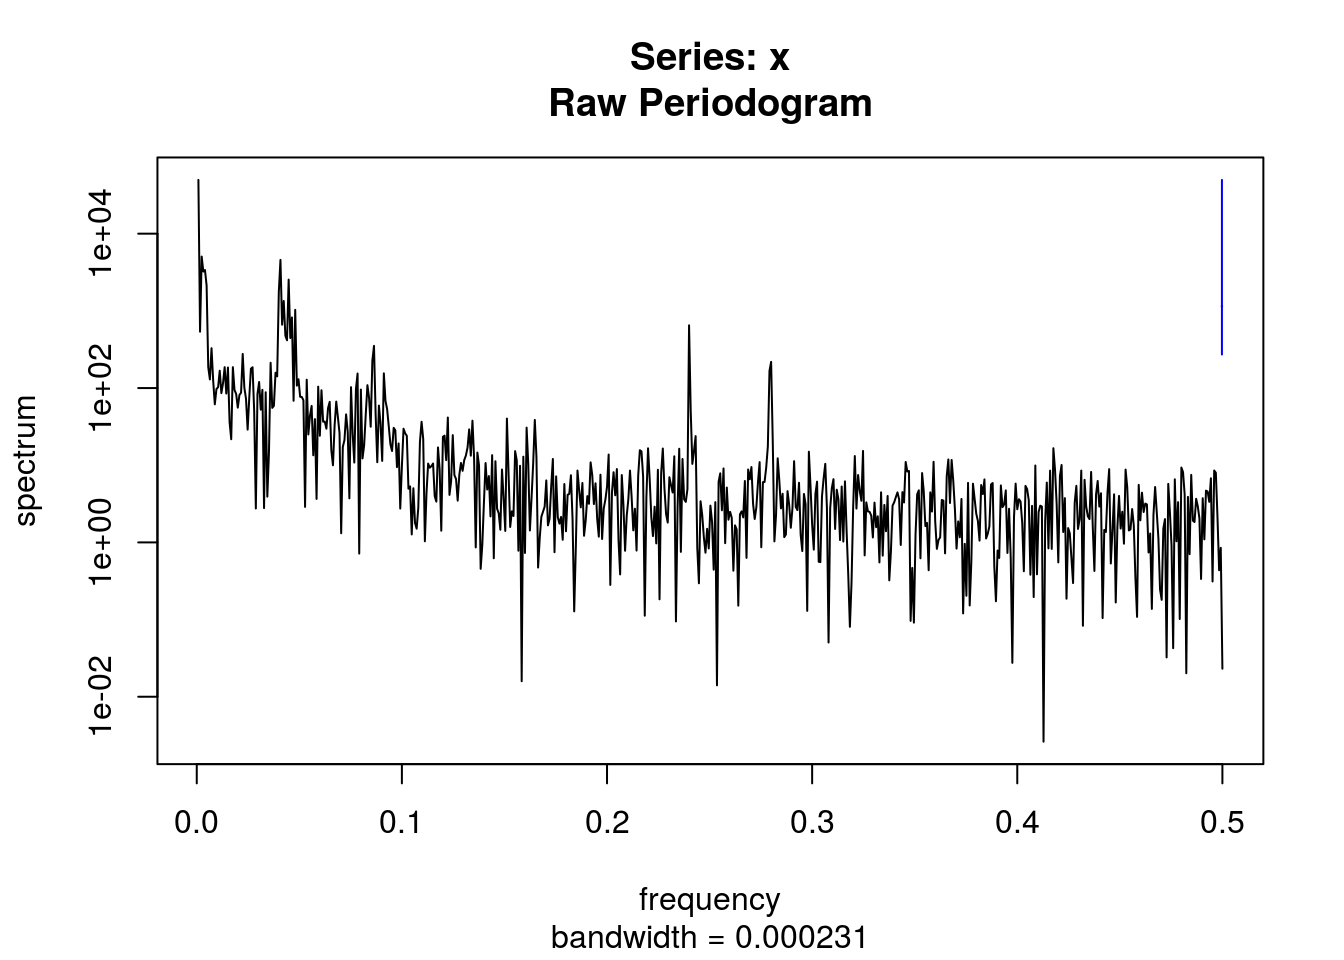 Series: x
Raw Periodogram
spectrum
1e+04
1e+02
1e+00
1e-02
0.0 0.1 0.2 0.3 0.4 0.5
frequency
bandwidth = 0.000231